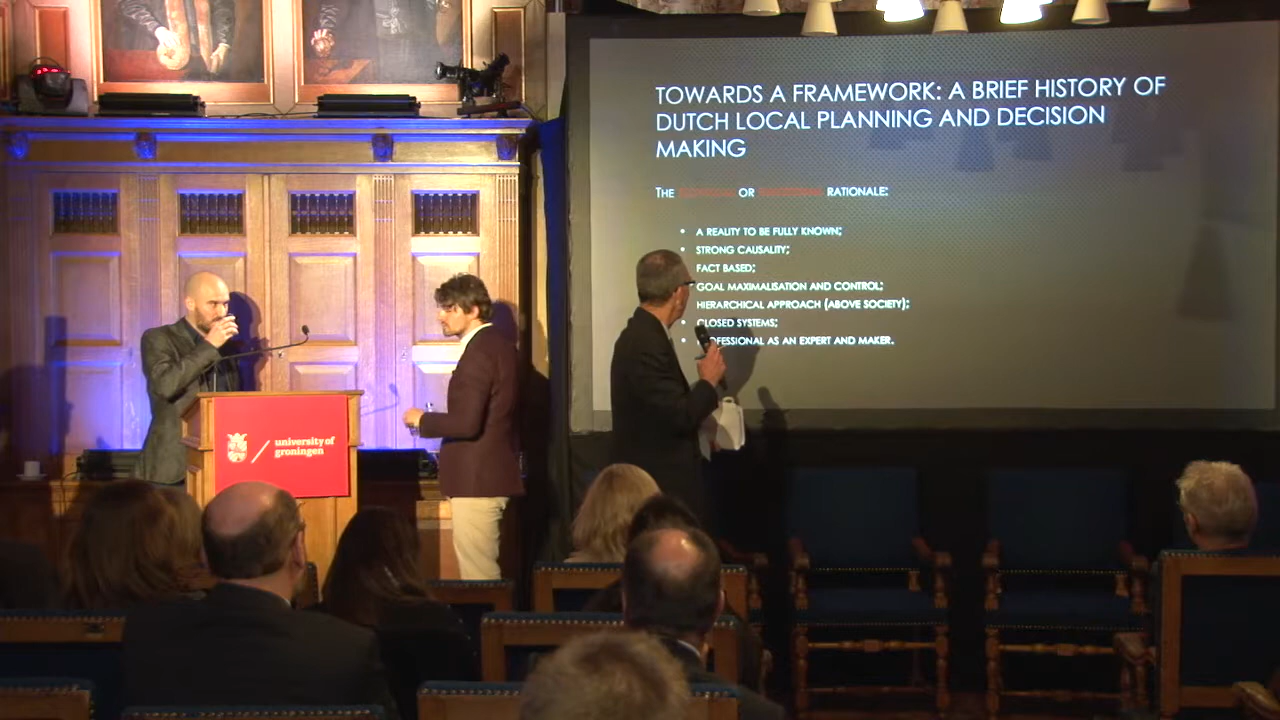 TOWARDS A FRAMEWORK: A BRIEF HISTORY OF
DUTCH LOCAL PLANNING AND DECISION
MAKING
THE OR RATIONALE:
• A REALITY TO BE FULLY KNOWN;
• STRONG CAUSALITY;
FACT BASED;
GOAL MAXIMALISATION AND CONTROL;
HIERARCHICAL APPROACH (ABOVE SOCIETY);
• CLOSED SYSTEMS;
• PROFESSIONAL AS AN EXPERT AND MAKER.
university of
groningen